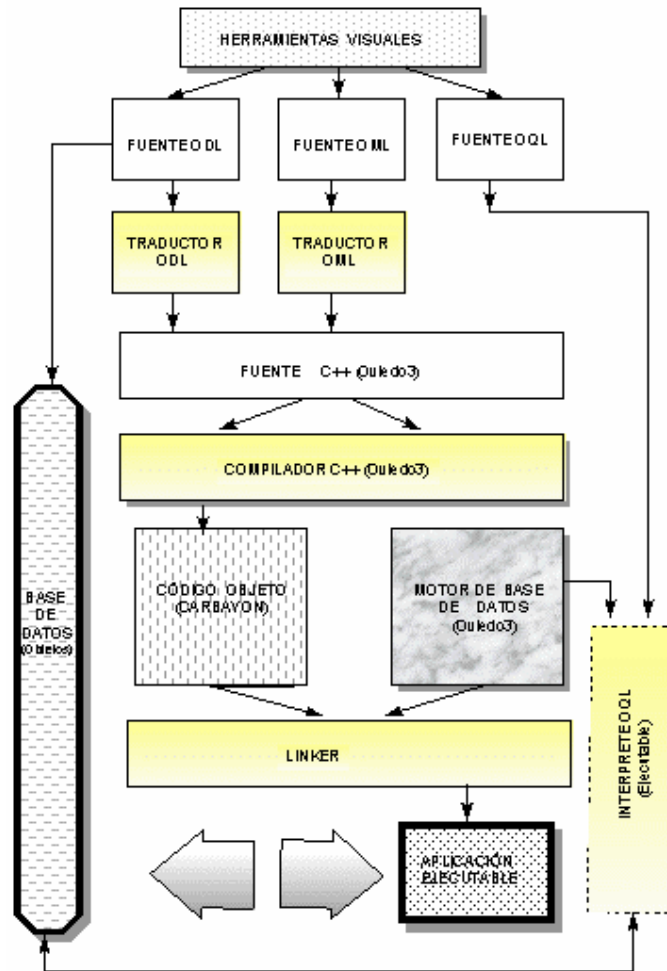 HERRAMIENTAS VISUALES
FUENTE ODL
FUENTE OML
FUENTE OQL
TRADUCTOR
ODL
TRADUCTOR
OML
FUENTE C++ (Oviedo3)
COMPILADOR C++ (Oviedo3)
CÓDIGO OBJETO
(CARBAYON)
MOTOR DE BASE
DE DATOS
(Oviedo3)
BASE
DE
DATOS
(Objetos)
INTERPRETE OQL
(Ejecutable)
LINKER
APLICACIÓN
EJECUTABLE